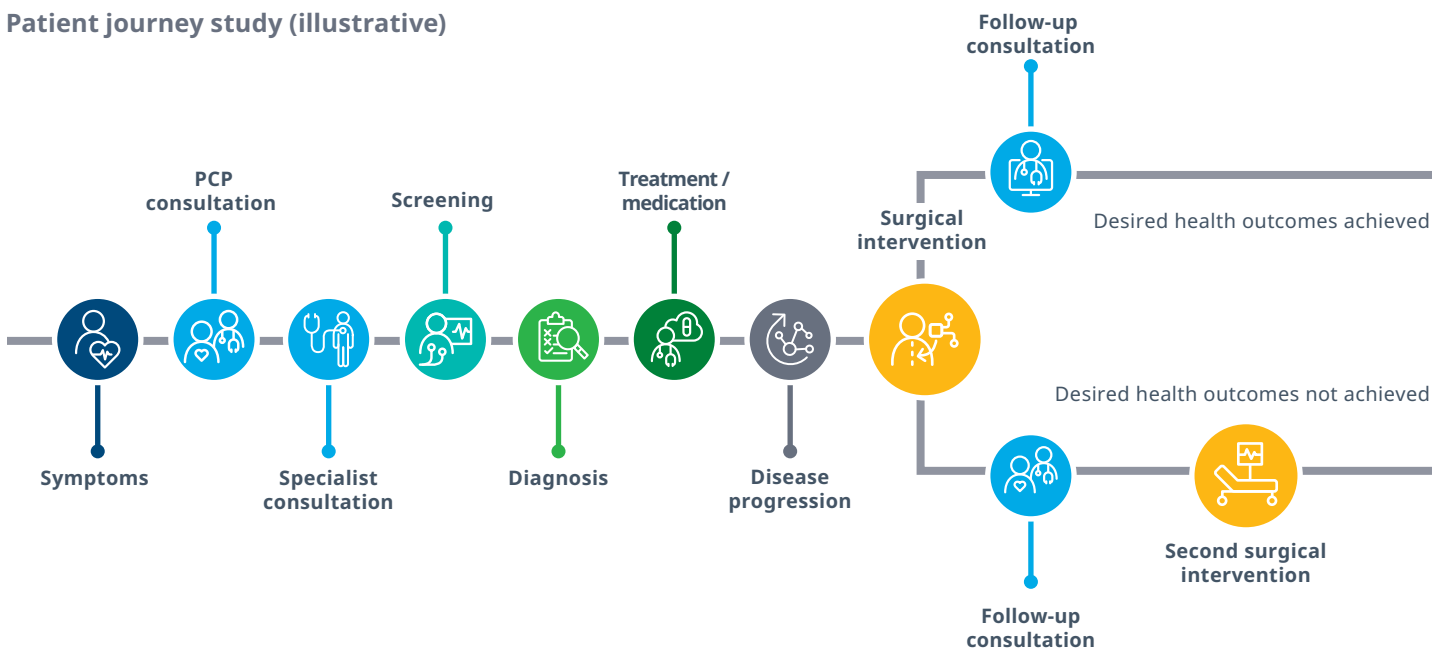 Patient journey study (illustrative)
Symptoms
PCP
consultation
Specialist
consultation
Screening
Diagnosis
Treatment /
medication
Disease
progression
Surgical
intervention
Follow-up
consultation
Desired health outcomes achieved
Desired health outcomes not achieved
Follow-up
consultation
Second surgical
intervention